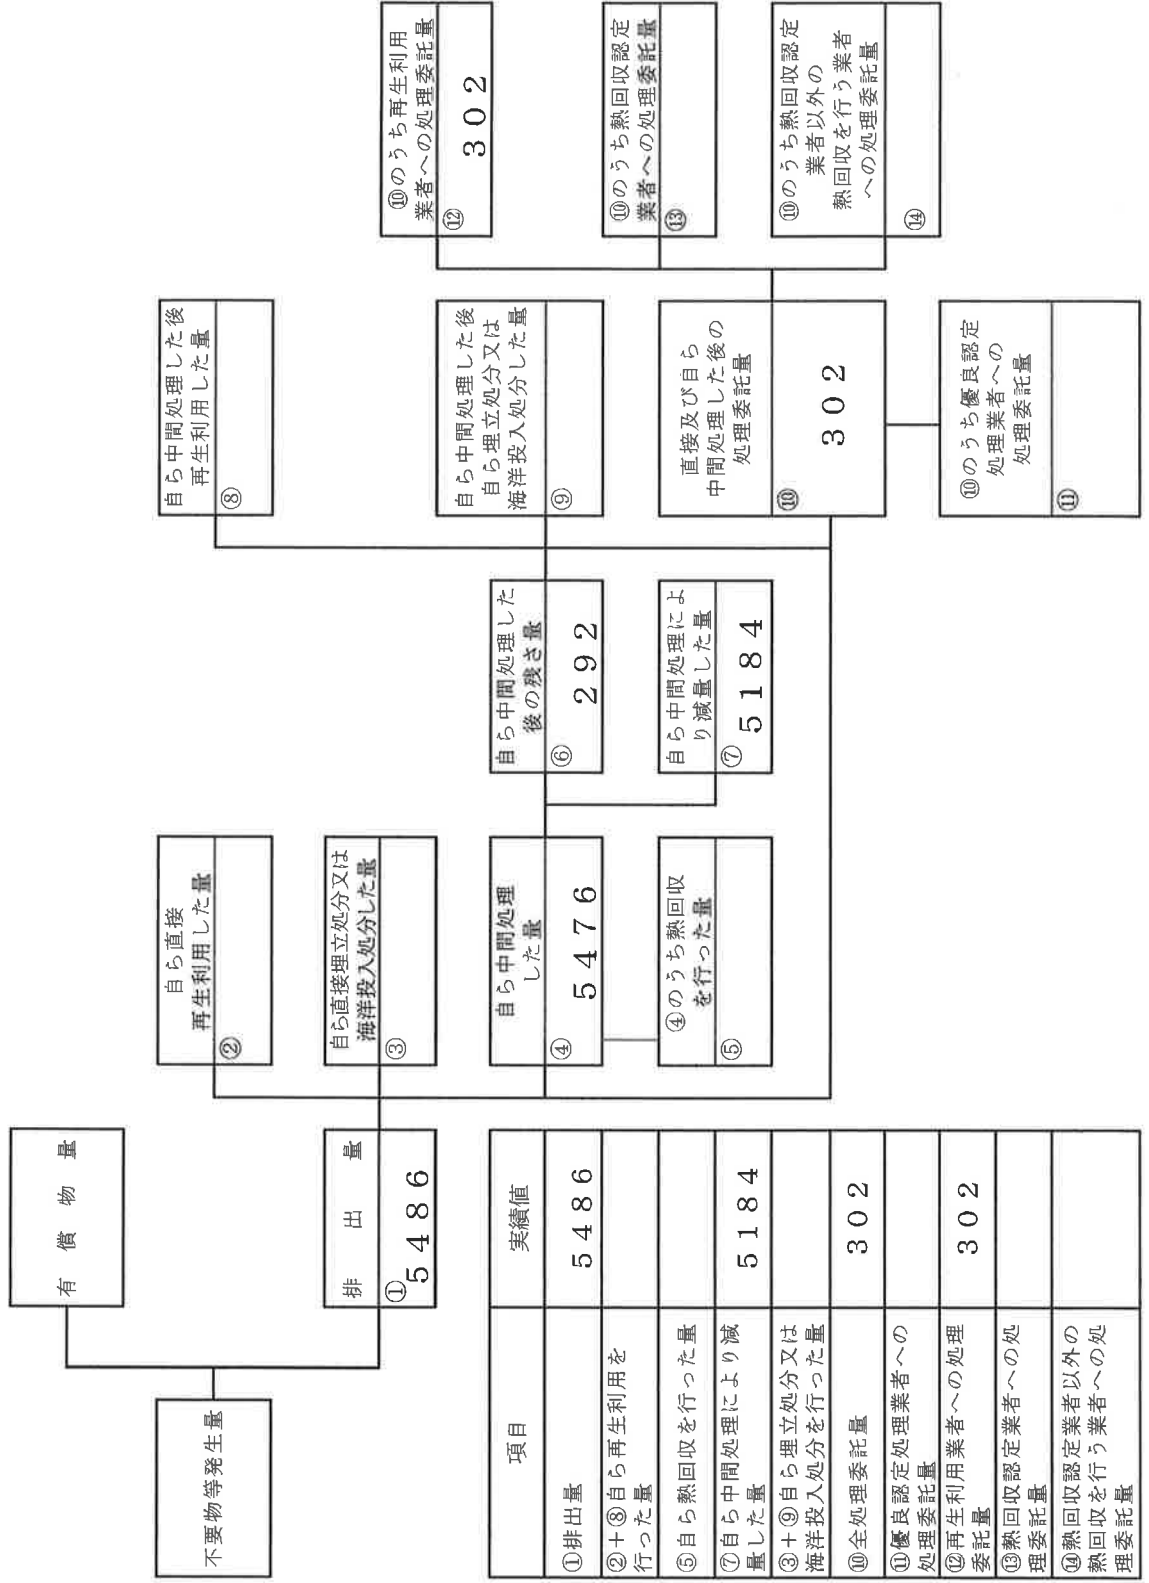 不要物等発生量
有償物量
排出量
①
5486
自ら直接
再生利用した量
②
自ら直接埋立処分又は
海洋投入処分した量
③
自ら中間処理
した量
④
5476
④のうち熱回収
を行った量
⑤
自ら中間処理した
後の残さ量
⑥
292
自ら中間処理によ
り減量した量
⑦
5184
自ら中間処理した後
再生利用した量
⑧
自ら中間処理した後
自ら埋立処分又は
海洋投入処分した量
⑨
直接及び自ら
中間処理した後の
処理委託量
⑩
302
⑩のうち優良認定
処理業者への
処理委託量
⑪
⑩のうち再生利用
業者への処理委託量
⑫
302
⑩のうち熱回収認定
業者への処理委託量
⑬
⑩のうち熱回収認定
業者以外の
熱回収を行う業者
への処理委託量
⑭
項目
実績値
①排出量
5486
②+⑧自ら再生利用を
行った量
⑤自ら熱回収を行った量
⑦自ら中間処理により減
量した量
5184
③+⑨自ら埋立処分又は
海洋投入処分を行った量
⑩全処理委託量
302
⑪優良認定処理業者への
処理委託量
⑫再生利用業者への処理
委託量
302
⑬熱回収認定業者への処
理委託量
⑭熱回収認定業者以外の
熱回収を行う業者への処
理委託量